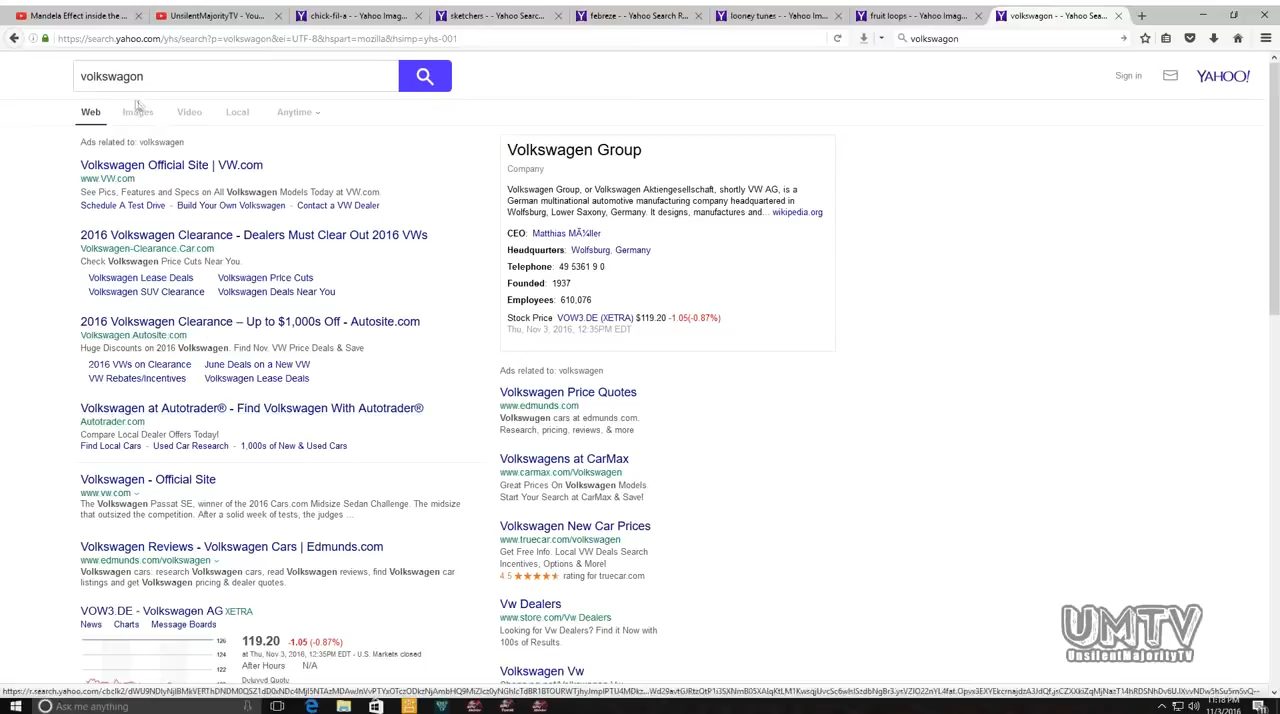 Mandela Effect inside the ...
UnsilentMajorityTV - You...
chick-fil-a - - Yahoo Imag...
sketchers - - Yahoo Searc...
febreze - - Yahoo Search R...
looney tunes - - Yahoo Im...
fruit loops - - Yahoo Imag...
volkswagon - - Yahoo Sea...
https://search.yahoo.com/yhs/search?p=volkswagon&ei=UTF-8&hspart=mozilla&hsimp=yhs-001
volkswagon
volkswagon
Sign in
YAHOO!
Web
Images
Video
Local
Anytime
Ads related to: volkswagen
Volkswagen Official Site | VW.com
www.VW.com
See Pics, Features and Specs on All Volkswagen Models Today at VW.com.
Schedule A Test Drive - Build Your Own Volkswagen - Contact a VW Dealer
2016 Volkswagen Clearance - Dealers Must Clear Out 2016 VWs
Volkswagen-Clearance.Car.com
Check Volkswagen Price Cuts Near You.
Volkswagen Lease Deals
Volkswagen Price Cuts
Volkswagen SUV Clearance
Volkswagen Deals Near You
2016 Volkswagen Clearance – Up to $1,000s Off - Autosite.com
Volkswagen.Autosite.com
Huge Discounts on 2016 Volkswagen. Find Nov. VW Price Deals & Save
2016 VWs on Clearance
June Deals on a New VW
VW Rebates/Incentives
Volkswagen Lease Deals
Volkswagen at Autotrader® - Find Volkswagen With Autotrader®
Autotrader.com
Compare Local Dealer Offers Today!
Find Local Cars - Used Car Research - 1,000s of New & Used Cars
Volkswagen - Official Site
www.vw.com
The Volkswagen Passat SE, winner of the 2016 Cars.com Midsize Sedan Challenge. The midsize
that outsized the competition. After a solid week of tests, the judges ...
Volkswagen Reviews - Volkswagen Cars | Edmunds.com
www.edmunds.com/volkswagen
Volkswagen cars: research Volkswagen cars, read Volkswagen reviews, find Volkswagen car
listings and get Volkswagen pricing & dealer quotes.
VOW3.DE - Volkswagen AG XETRA
News
Charts
Message Boards
126
124
122
119.20 -1.05 (-0.87%)
at Thu, Nov 3, 2016, 12:35PM EDT - U.S. Markets closed
After Hours N/A
Delayed Quote
Volkswagen Group
Company
Volkswagen Group, or Volkswagen Aktiengesellschaft, shortly VW AG, is a
German multinational automotive manufacturing company headquartered in
Wolfsburg, Lower Saxony, Germany. It designs, manufactures and... wikipedia.org
CEO: Matthias MÃ¼ller
Headquarters: Wolfsburg, Germany
Telephone: 49 5361 9 0
Founded: 1937
Employees: 610,076
Stock Price VOW3.DE (XETRA) $119.20 -1.05(-0.87%)
Thu, Nov 3, 2016, 12:35PM EDT
Ads related to: volkswagen
Volkswagen Price Quotes
www.edmunds.com
Volkswagen cars at edmunds com.
Research, pricing, reviews, & more
Volkswagens at CarMax
www.carmax.com/Volkswagen
Great Prices On Volkswagen Models.
Start Your Search at CarMax & Save!
Volkswagen New Car Prices
www.truecar.com/volkswagen
Get Free Info. Local VW Deals Search
Incentives, Options & More!
4.5 rating for truecar.com
Vw Dealers
www.store.com/Vw Dealers
Looking for Vw Dealers? Find it Now with
100s of Results.
Volkswagen Vw
UMTV
UnsilentMajorityTV
Ask me anything
11:18 PM
11/3/2016